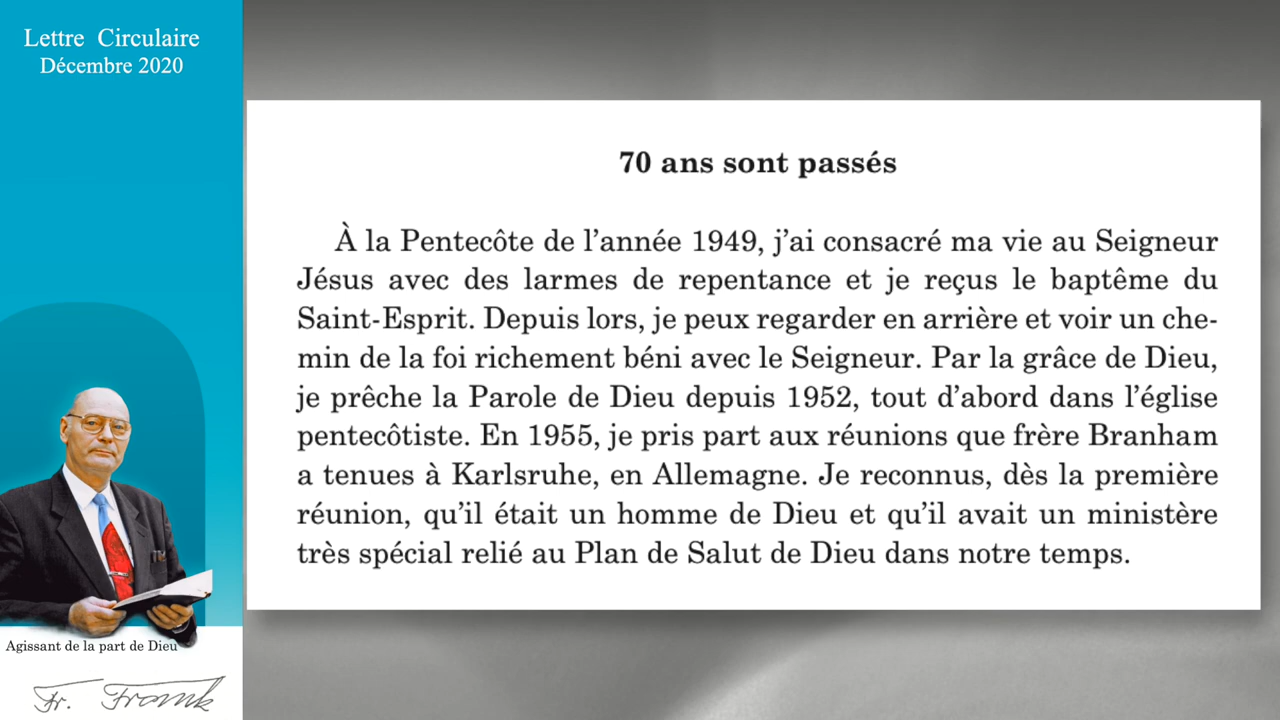 Lettre Circulaire
Décembre 2020
70 ans sont passés
À la Pentecôte de l’année 1949, j’ai consacré ma vie au Seigneur
Jésus avec des larmes de repentance et je reçus le baptême du
Saint-Esprit. Depuis lors, je peux regarder en arrière et voir un che-
min de la foi richement béni avec le Seigneur. Par la grâce de Dieu,
je prêche la Parole de Dieu depuis 1952, tout d’abord dans l’église
pentecôtiste. En 1955, je pris part aux réunions que frère Branham
a tenues à Karlsruhe, en Allemagne. Je reconnus, dès la première
réunion, qu’il était un homme de Dieu et qu’il avait un ministère
très spécial relié au Plan de Salut de Dieu dans notre temps.
Agissant de la part de Dieu
Fr. Frank